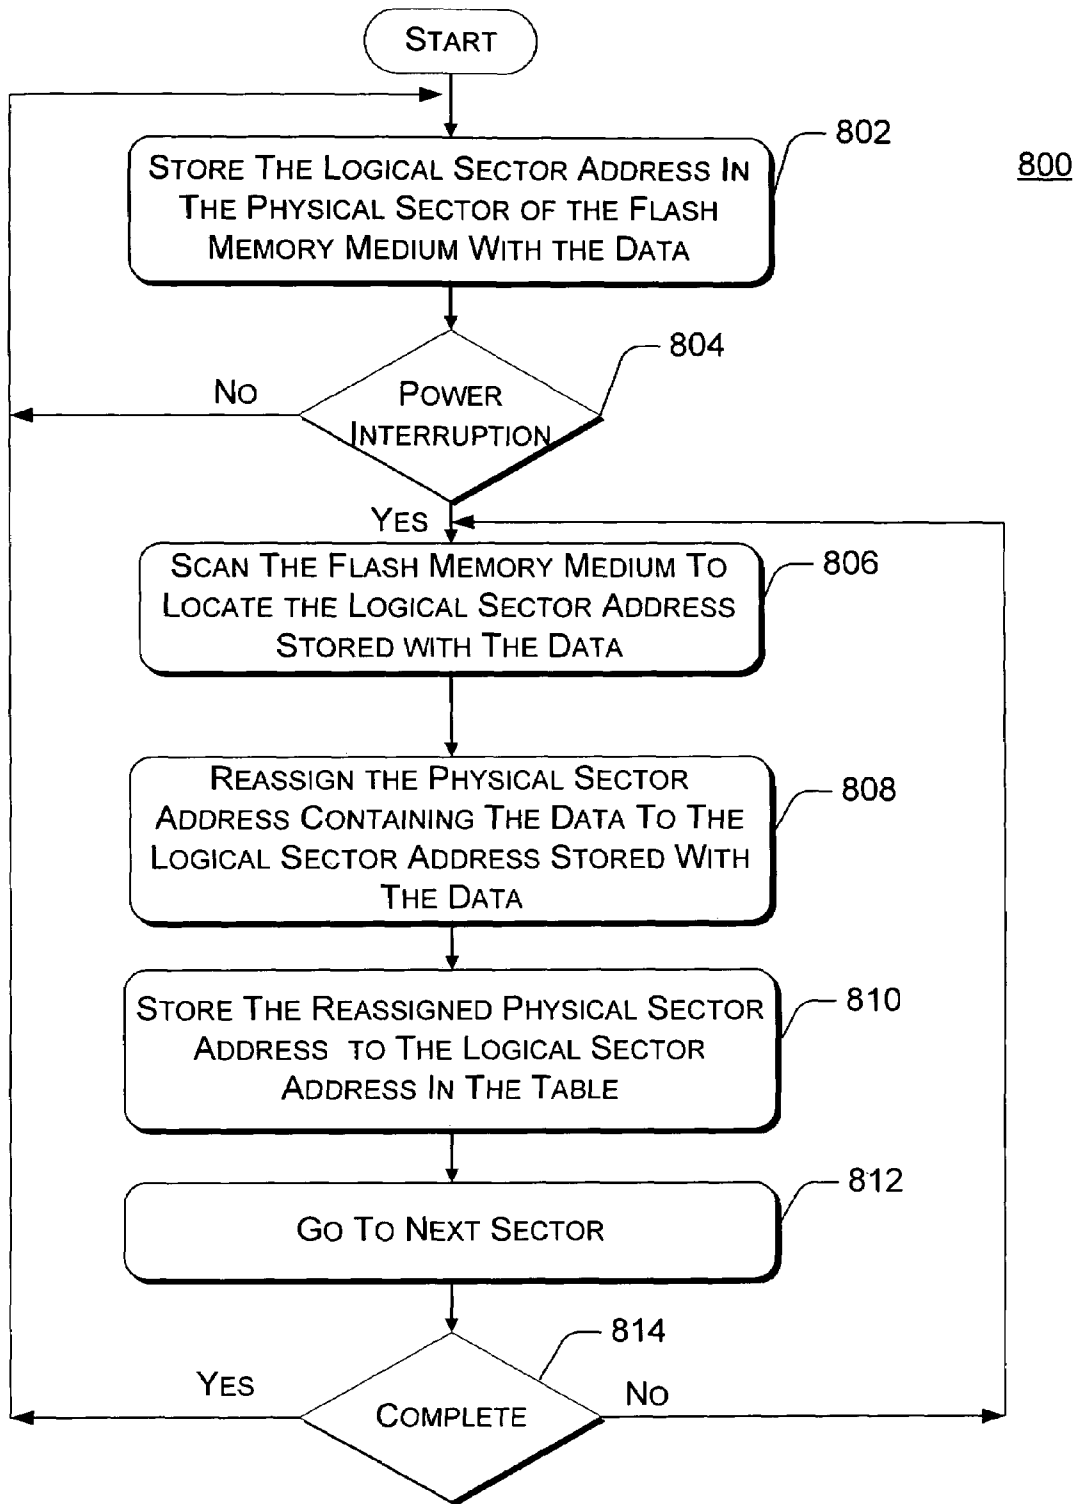 START
802
800
STORE THE LOGICAL SECTOR ADDRESS IN
THE PHYSICAL SECTOR OF THE FLASH
MEMORY MEDIUM WITH THE DATA
804
NO
POWER
INTERRUPTION
YES
806
SCAN THE FLASH MEMORY MEDIUM TO
LOCATE THE LOGICAL SECTOR ADDRESS
STORED WITH THE DATA
808
REASSIGN THE PHYSICAL SECTOR
ADDRESS CONTAINING THE DATA TO THE
LOGICAL SECTOR ADDRESS STORED WITH
THE DATA
810
STORE THE REASSIGNED PHYSICAL SECTOR
ADDRESS TO THE LOGICAL SECTOR
ADDRESS IN THE TABLE
812
GO TO NEXT SECTOR
814
YES
NO
COMPLETE